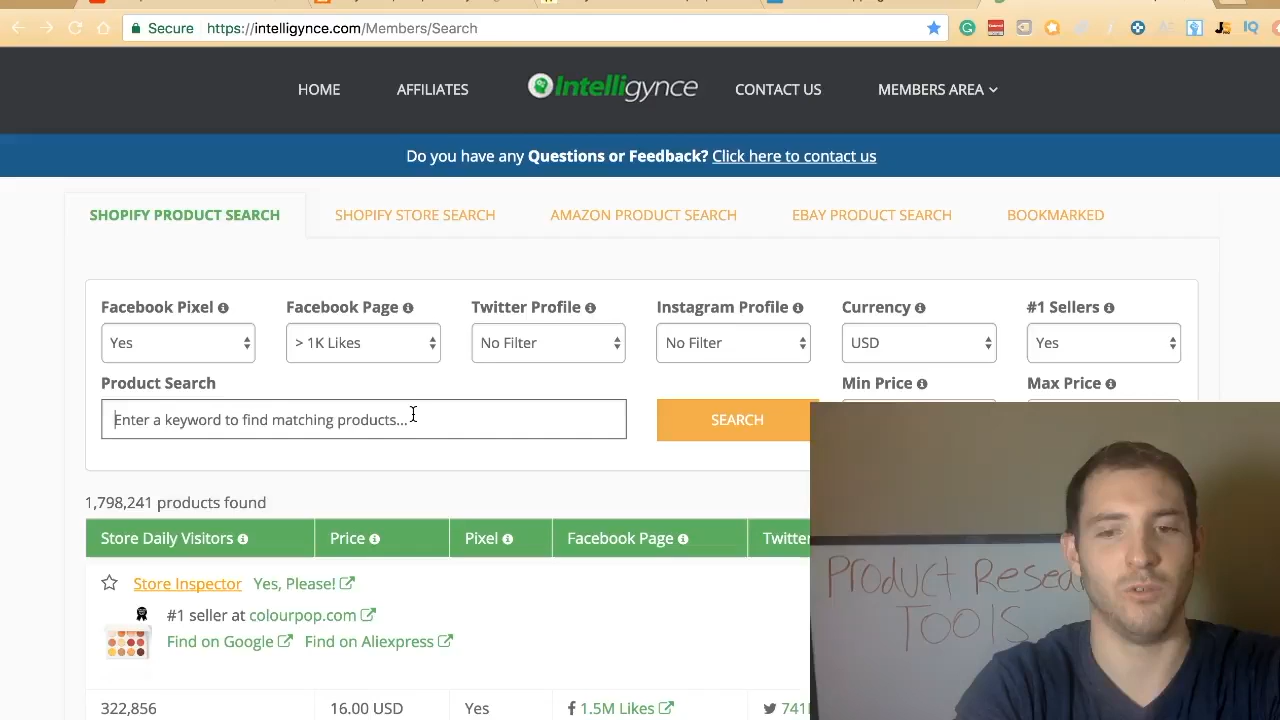 Secure https://intelligynce.com/Members/Search
HOME AFFILIATES Intelligynce CONTACT US MEMBERS AREA
Do you have any Questions or Feedback? Click here to contact us
SHOPIFY PRODUCT SEARCH SHOPIFY STORE SEARCH AMAZON PRODUCT SEARCH EBAY PRODUCT SEARCH BOOKMARKED
Facebook Pixel Facebook Page Twitter Profile Instagram Profile Currency #1 Sellers
Yes > 1K Likes No Filter No Filter USD Yes
Product Search Min Price Max Price
Enter a keyword to find matching products... SEARCH
1,798,241 products found
Store Daily Visitors Price Pixel Facebook Page Twitter
Store Inspector Yes, Please!
#1 seller at colourpop.com
Find on Google Find on Aliexpress
322,856 16.00 USD Yes 1.5M Likes 741
Product Resea
TOOLS